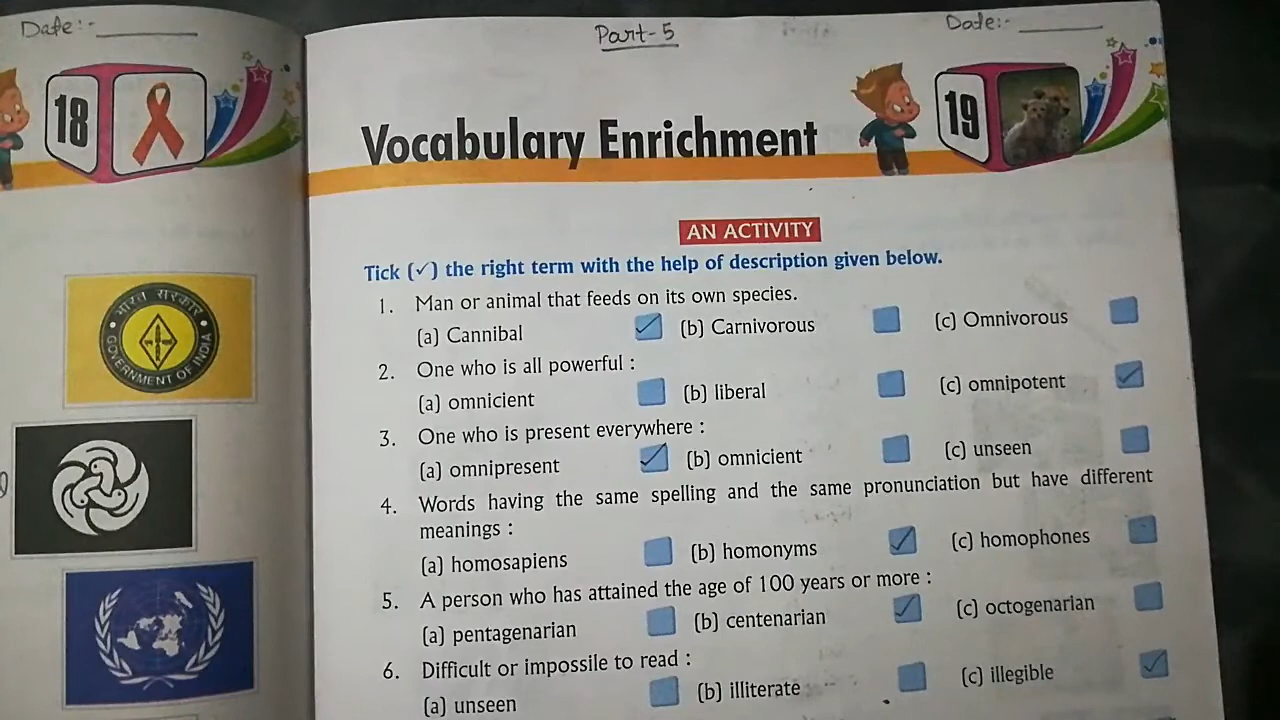 Date:- ________
18
भारत सरकार
GOVERNMENT OF INDIA
Part-5
Date:- ________
Vocabulary Enrichment
19
AN ACTIVITY
Tick (✓) the right term with the help of description given below.
1. Man or animal that feeds on its own species.
(a) Cannibal ✓ (b) Carnivorous (c) Omnivorous
2. One who is all powerful :
(a) omnicient (b) liberal (c) omnipotent ✓
3. One who is present everywhere :
(a) omnipresent ✓ (b) omnicient (c) unseen
4. Words having the same spelling and the same pronunciation but have different
meanings :
(a) homosapiens (b) homonyms ✓ (c) homophones
5. A person who has attained the age of 100 years or more :
(a) pentagenarian (b) centenarian ✓ (c) octogenarian
6. Difficult or impossile to read :
(a) unseen (b) illiterate (c) illegible ✓